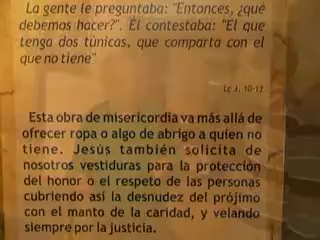 La gente le preguntaba: "Entonces, ¿qué
debemos hacer?". Él contestaba: "El que
tenga dos túnicas, que comparta con el
que no tiene"
Lc 3, 10-11
Esta obra de misericordia va más allá de
ofrecer ropa o algo de abrigo a quien no
tiene. Jesús también solicita de
nosotros vestiduras para la protección
del honor o el respeto de las personas
cubriendo así la desnudez del prójimo
con el manto de la caridad, y velando
siempre por la justicia.